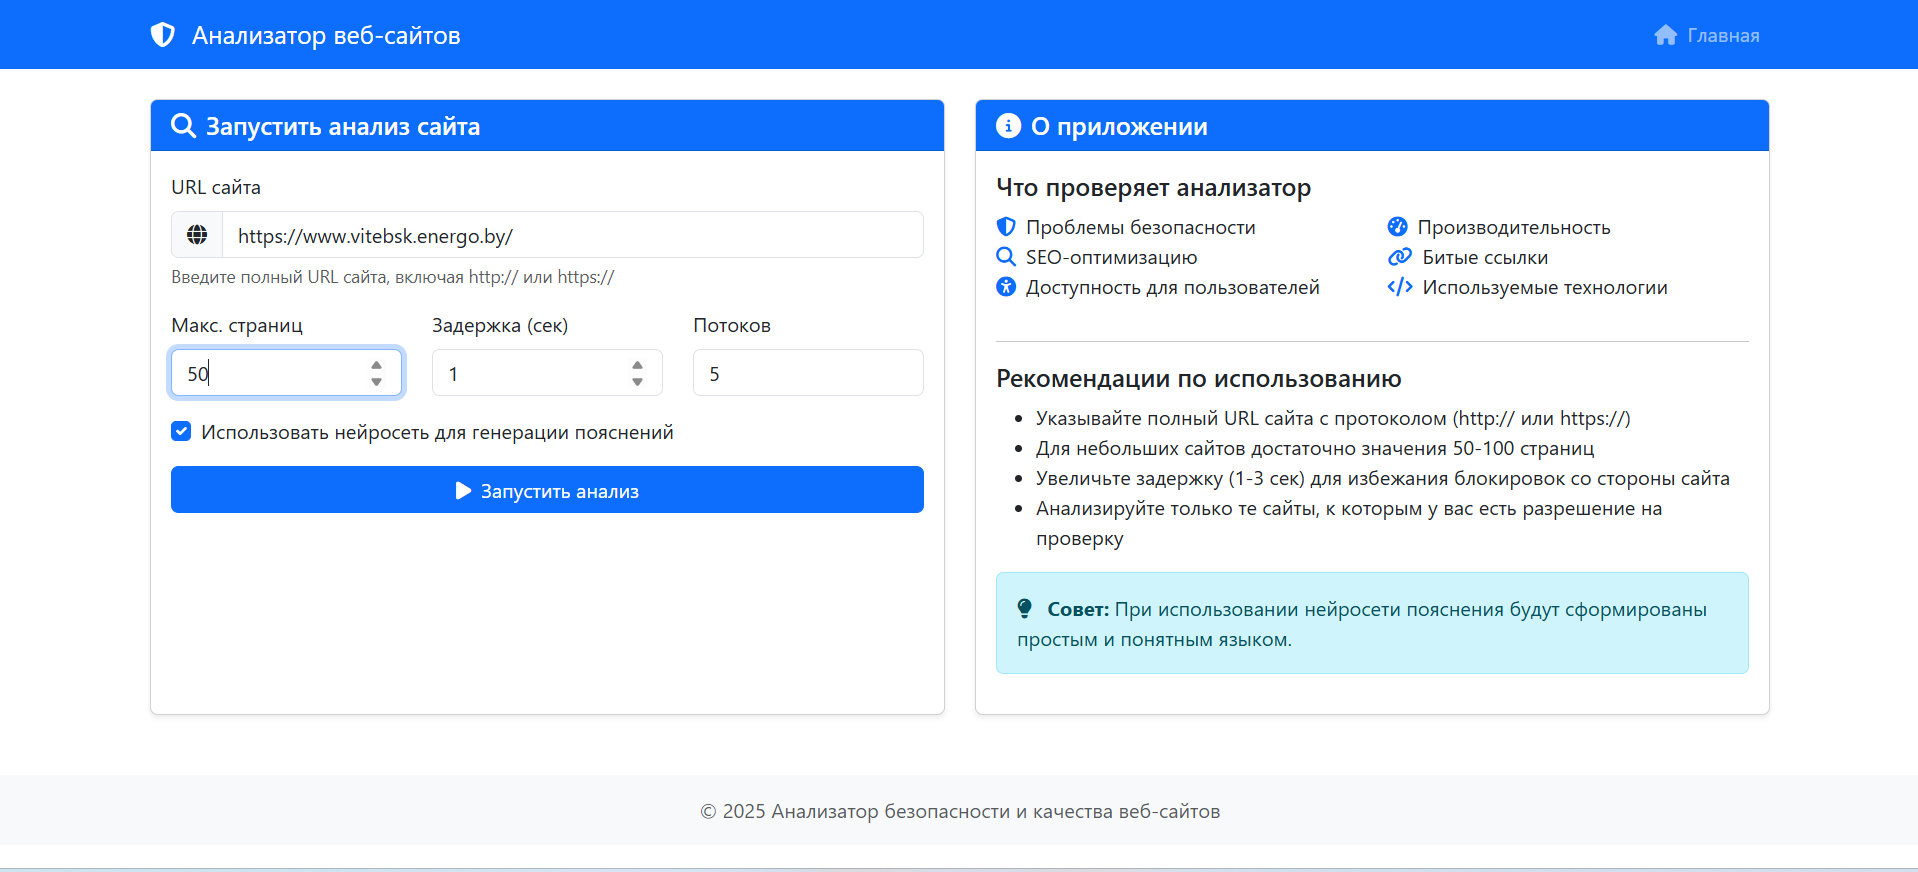 Анализатор веб-сайтов
Главная
Запустить анализ сайта
URL сайта
https://www.vitebsk.energo.by/
Введите полный URL сайта, включая http:// или https://
Макс. страниц
Задержка (сек)
Потоков
50
1
5
Использовать нейросеть для генерации пояснений
Запустить анализ
О приложении
Что проверяет анализатор
Проблемы безопасности
Производительность
SEO-оптимизацию
Битые ссылки
Доступность для пользователей
Используемые технологии
Рекомендации по использованию
Указывайте полный URL сайта с протоколом (http:// или https://)
Для небольших сайтов достаточно значения 50-100 страниц
Увеличьте задержку (1-3 сек) для избежания блокировок со стороны сайта
Анализируйте только те сайты, к которым у вас есть разрешение на
проверку
Совет: При использовании нейросети пояснения будут сформированы
простым и понятным языком.
© 2025 Анализатор безопасности и качества веб-сайтов